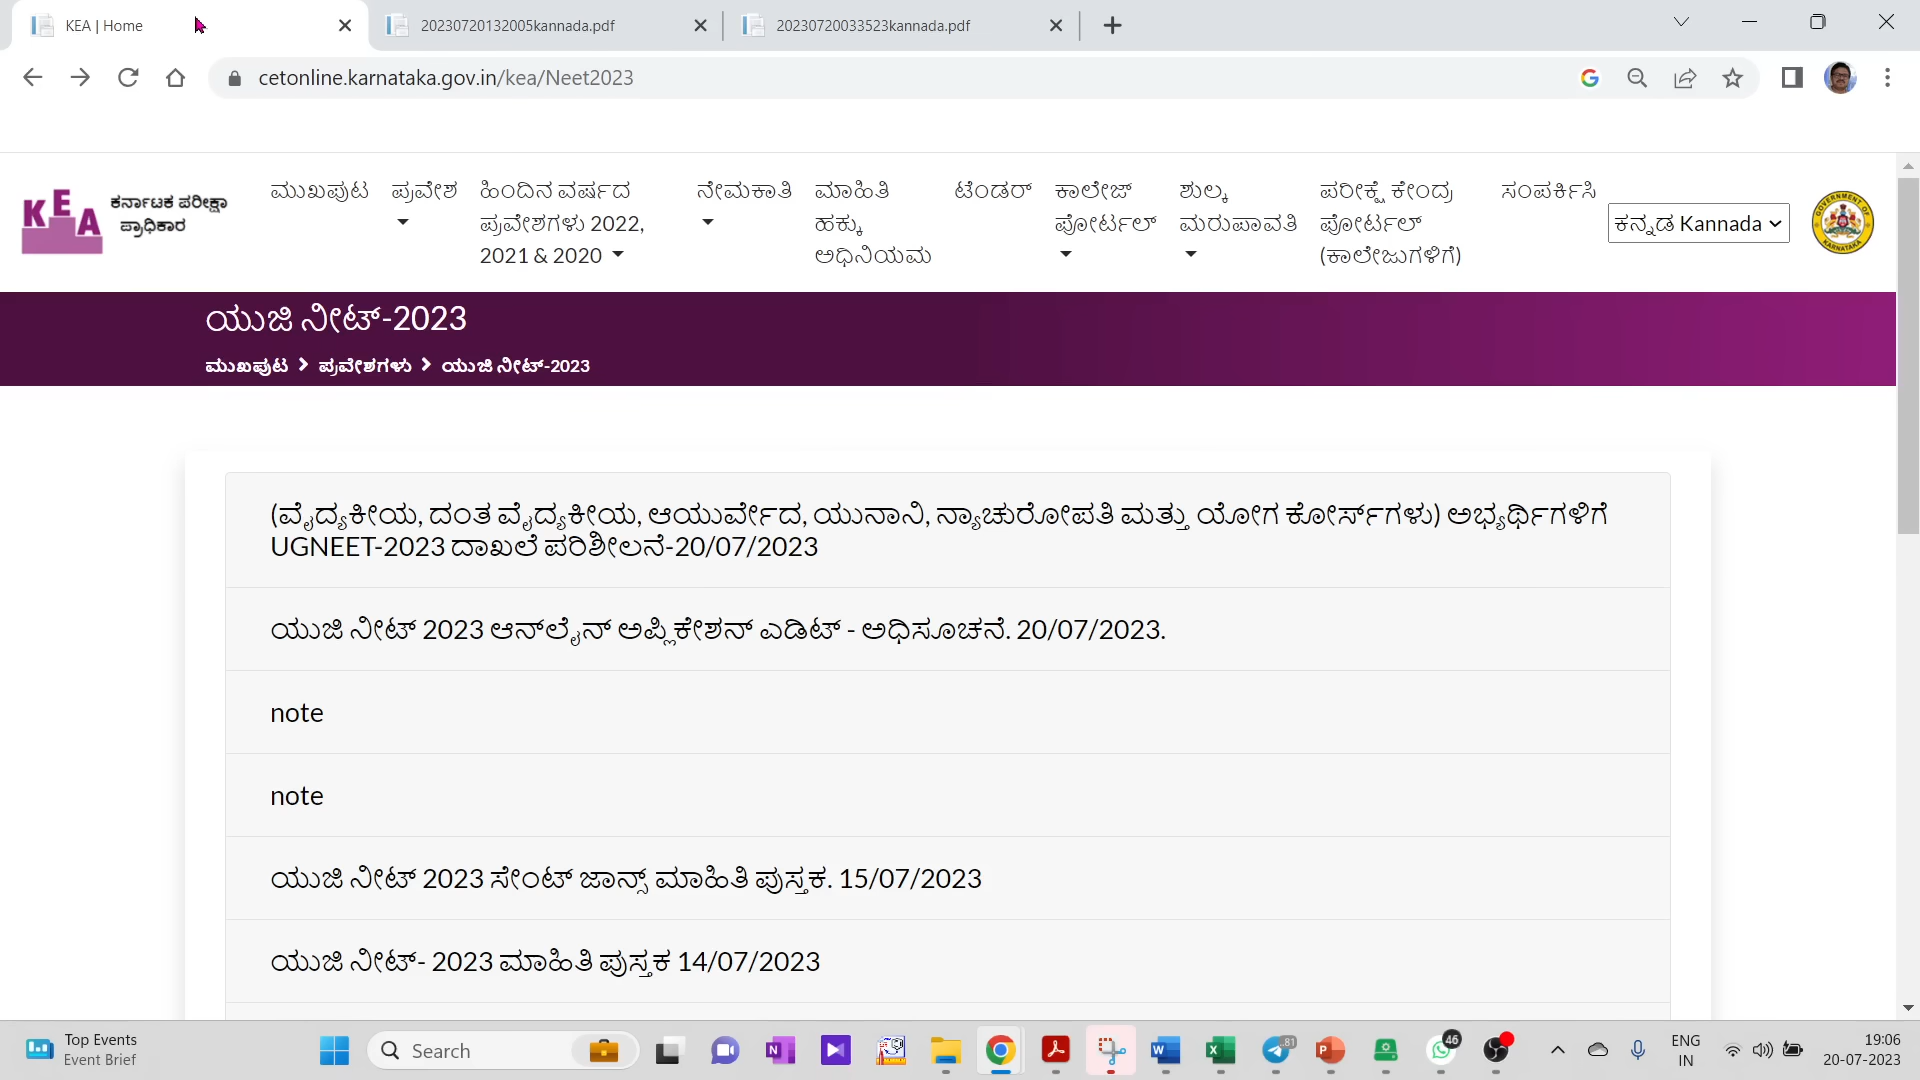 KEA | Home
20230720132005kannada.pdf
20230720033523kannada.pdf
cetonline.karnataka.gov.in/kea/Neet2023
KEA
ಕರ್ನಾಟಕ ಪರೀಕ್ಷಾ
ಪ್ರಾಧಿಕಾರ
ಮುಖಪುಟ
ಪ್ರವೇಶ
ಹಿಂದಿನ ವರ್ಷದ
ಪ್ರವೇಶಗಳು 2022,
2021 & 2020
ನೇಮಕಾತಿ
ಮಾಹಿತಿ
ಹಕ್ಕು
ಅಧಿನಿಯಮ
ಟೆಂಡರ್
ಕಾಲೇಜ್
ಪೋರ್ಟಲ್
ಶುಲ್ಕ
ಮರುಪಾವತಿ
ಪರೀಕ್ಷೆ ಕೇಂದ್ರ
ಪೋರ್ಟಲ್
(ಕಾಲೇಜುಗಳಿಗೆ)
ಸಂಪರ್ಕಿಸಿ
ಕನ್ನಡ Kannada
ಯುಜಿ ನೀಟ್-2023
ಮುಖಪುಟ > ಪ್ರವೇಶಗಳು > ಯುಜಿ ನೀಟ್-2023
(ವೈದ್ಯಕೀಯ, ದಂತ ವೈದ್ಯಕೀಯ, ಆಯುರ್ವೇದ, ಯುನಾನಿ, ನ್ಯಾಚುರೋಪತಿ ಮತ್ತು ಯೋಗ ಕೋರ್ಸ್‌ಗಳು) ಅಭ್ಯರ್ಥಿಗಳಿಗೆ
UGNEET-2023 ದಾಖಲೆ ಪರಿಶೀಲನೆ-20/07/2023
ಯುಜಿ ನೀಟ್ 2023 ಆನ್‌ಲೈನ್ ಅಪ್ಲಿಕೇಶನ್ ಎಡಿಟ್ - ಅಧಿಸೂಚನೆ. 20/07/2023.
note
note
ಯುಜಿ ನೀಟ್ 2023 ಸೇಂಟ್ ಜಾನ್ಸ್ ಮಾಹಿತಿ ಪುಸ್ತಕ. 15/07/2023
ಯುಜಿ ನೀಟ್- 2023 ಮಾಹಿತಿ ಪುಸ್ತಕ 14/07/2023
Top Events
Event Brief
Search
81
46
ENG
IN
19:06
20-07-2023